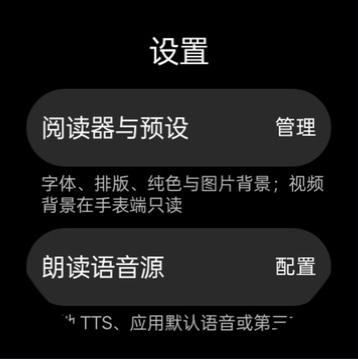 设置
阅读器与预设
管理
字体、排版、纯色与图片背景；视频
背景在手表端只读
朗读语音源
配置
TTS、应用默认语音或第三